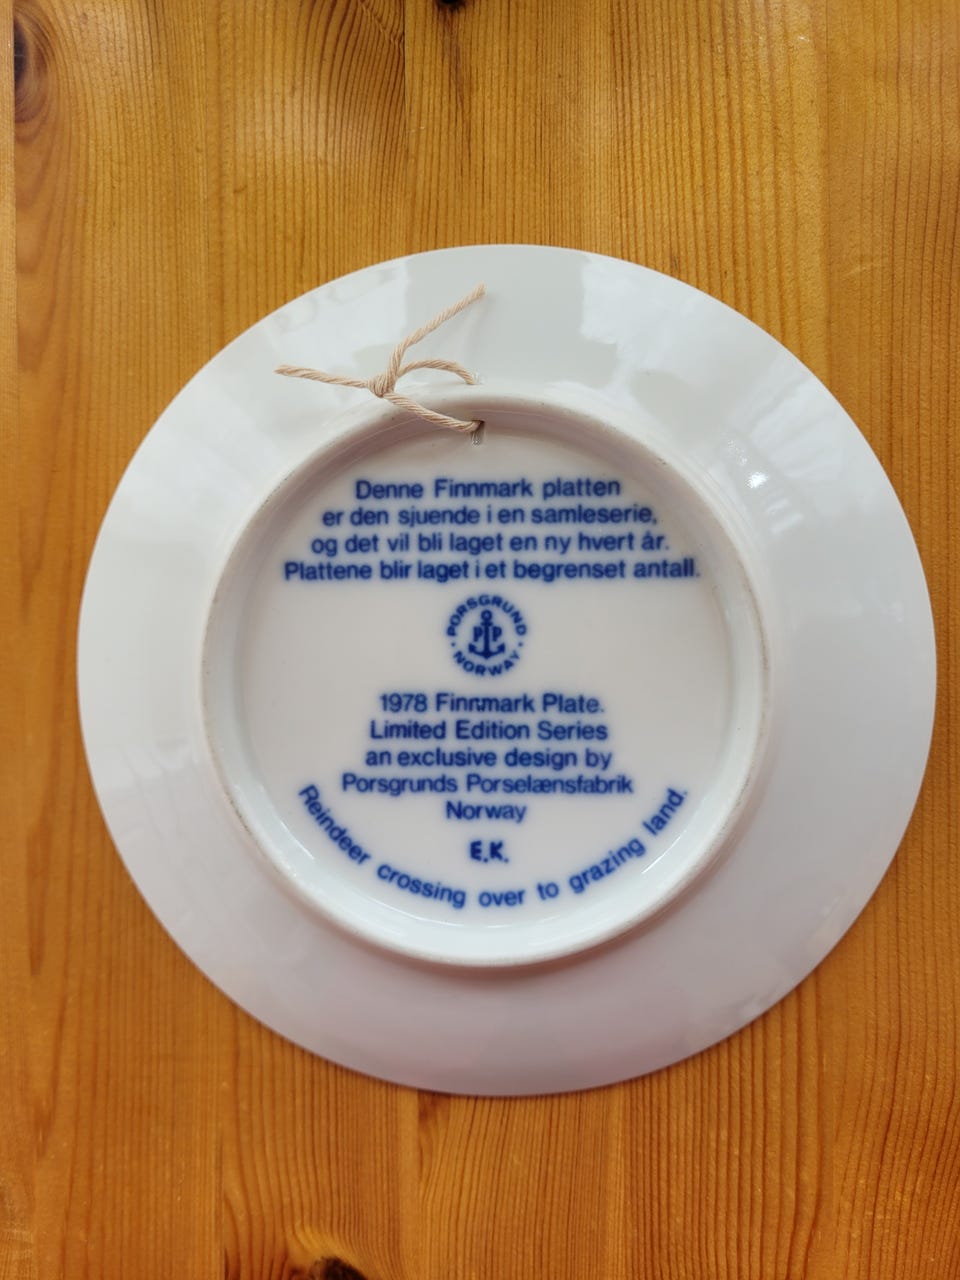 Denne Finnmark platten
er den sjuende i en samleserie,
og det vil bli laget en ny hvert år.
Plattene blir laget i et begrenset antall.
PORSGRUND
PP
NORWAY
1978 Finnmark Plate.
Limited Edition Series
an exclusive design by
Porsgrunds Porselænsfabrik
Norway
E.K.
Reindeer crossing over to grazing land.